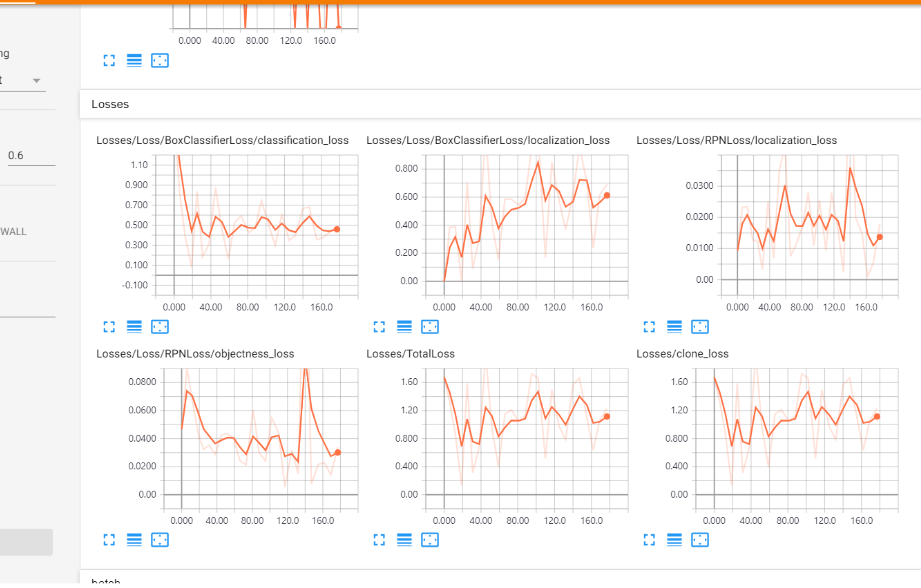 0.000 40.00 80.00 120.0 160.0
ng
t
0.6
WALL
Losses
Losses/Loss/BoxClassifierLoss/classification_loss
1.10
0.900
0.700
0.500
0.300
0.100
-0.100
0.000 40.00 80.00 120.0 160.0
Losses/Loss/BoxClassifierLoss/localization_loss
0.800
0.600
0.400
0.200
0.00
0.000 40.00 80.00 120.0 160.0
Losses/Loss/RPNLoss/localization_loss
0.0300
0.0200
0.0100
0.00
0.000 40.00 80.00 120.0 160.0
Losses/Loss/RPNLoss/objectness_loss
0.0800
0.0600
0.0400
0.0200
0.00
0.000 40.00 80.00 120.0 160.0
Losses/TotalLoss
1.60
1.20
0.800
0.400
0.00
0.000 40.00 80.00 120.0 160.0
Losses/clone_loss
1.60
1.20
0.800
0.400
0.00
0.000 40.00 80.00 120.0 160.0